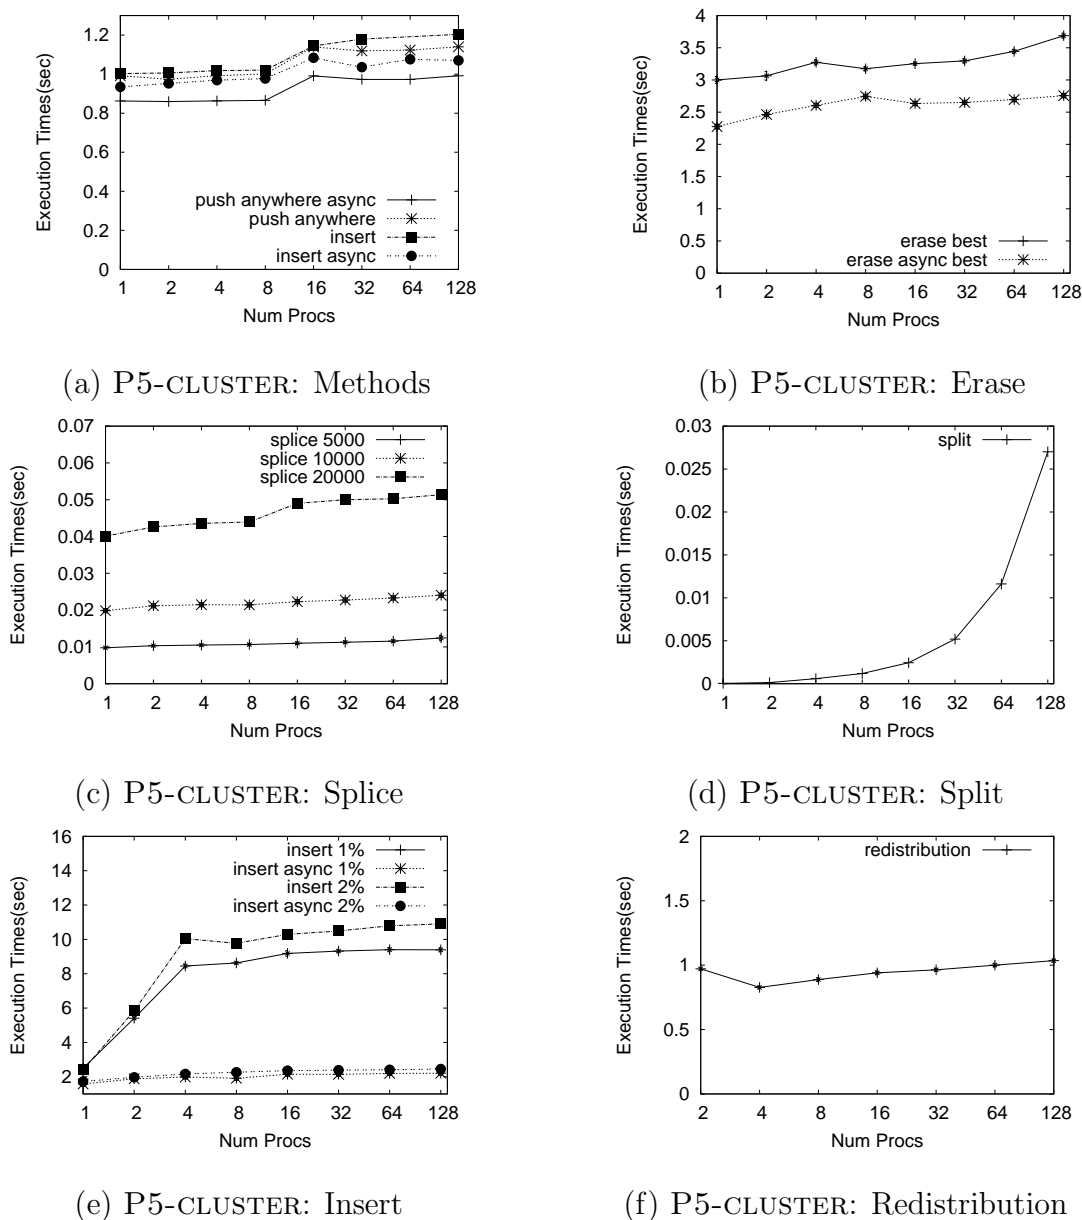 Execution Times(sec)
1.2
1
0.8
0.6
0.4
0.2
0
push anywhere async
push anywhere
insert
insert async
1 2 4 8 16 32 64 128
Num Procs
(a) P5-CLUSTER: Methods
Execution Times(sec)
4
3.5
3
2.5
2
1.5
1
0.5
0
erase best
erase async best
1 2 4 8 16 32 64 128
Num Procs
(b) P5-CLUSTER: Erase
Execution Times(sec)
0.07
0.06
0.05
0.04
0.03
0.02
0.01
0
splice 5000
splice 10000
splice 20000
1 2 4 8 16 32 64 128
Num Procs
(c) P5-CLUSTER: Splice
Execution Times(sec)
0.03
0.025
0.02
0.015
0.01
0.005
0
split
1 2 4 8 16 32 64 128
Num Procs
(d) P5-CLUSTER: Split
Execution Times(sec)
16
14
12
10
8
6
4
2
insert 1%
insert async 1%
insert 2%
insert async 2%
1 2 4 8 16 32 64 128
Num Procs
(e) P5-CLUSTER: Insert
Execution Times(sec)
2
1.5
1
0.5
0
redistribution
2 4 8 16 32 64 128
Num Procs
(f) P5-CLUSTER: Redistribution